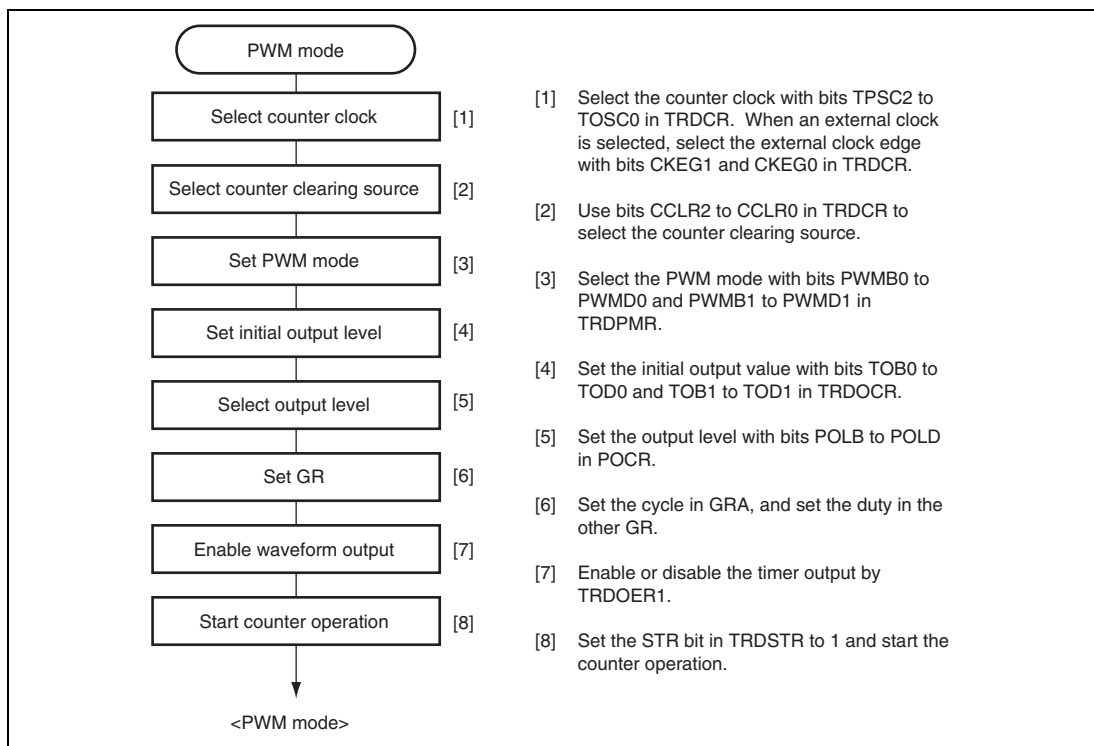 PWM mode
Select counter clock
[1]
Select counter clearing source
[2]
Set PWM mode
[3]
Set initial output level
[4]
Select output level
[5]
Set GR
[6]
Enable waveform output
[7]
Start counter operation
[8]
<PWM mode>
[1] Select the counter clock with bits TPSC2 to
TOSC0 in TRDCR. When an external clock
is selected, select the external clock edge
with bits CKEG1 and CKEG0 in TRDCR.
[2] Use bits CCLR2 to CCLR0 in TRDCR to
select the counter clearing source.
[3] Select the PWM mode with bits PWMB0 to
PWMD0 and PWMB1 to PWMD1 in
TRDPMR.
[4] Set the initial output value with bits TOB0 to
TOD0 and TOB1 to TOD1 in TRDOCR.
[5] Set the output level with bits POLB to POLD
in POCR.
[6] Set the cycle in GRA, and set the duty in the
other GR.
[7] Enable or disable the timer output by
TRDOER1.
[8] Set the STR bit in TRDSTR to 1 and start the
counter operation.